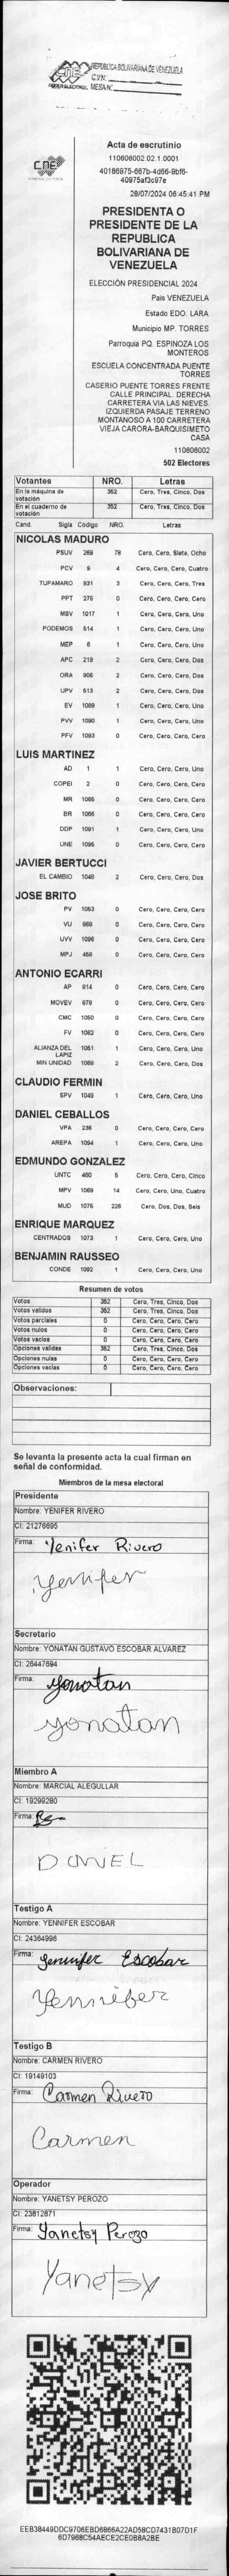 REPÚBLICA BOLIVARIANA DE VENEZUELA
CNE C.V.N.:
PODER ELECTORAL MESA N°:
CNE
Acta de escrutinio
110606002.02.1.0001
40186975-667b-4d66-9bf6-
40975af3c97e
28/07/2024 06:45:41 PM
PRESIDENTA O
PRESIDENTE DE LA
REPUBLICA
BOLIVARIANA DE
VENEZUELA
ELECCIÓN PRESIDENCIAL 2024
País VENEZUELA
Estado EDO. LARA
Municipio MP. TORRES
Parroquia PQ. ESPINOZA LOS
MONTEROS
ESCUELA CONCENTRADA PUENTE
TORRES
CASERIO PUENTE TORRES FRENTE
CALLE PRINCIPAL. DERECHA
CARRETERA VIA LAS NIEVES.
IZQUIERDA PASAJE TERRENO
MONTANOSO A 100 CARRETERA
VIEJA CARORA-BARQUISIMETO
CASA
110606002
502 Electores
Votantes NRO. Letras
En la máquina de votación 352 Cero, Tres, Cinco, Dos
En el cuaderno de votación 352 Cero, Tres, Cinco, Dos
Cand. Sigla Código NRO. Letras
NICOLAS MADURO
PSUV 269 78 Cero, Cero, Siete, Ocho
PCV 9 4 Cero, Cero, Cero, Cuatro
TUPAMARO 931 3 Cero, Cero, Cero, Tres
PPT 276 0 Cero, Cero, Cero, Cero
MSV 1017 1 Cero, Cero, Cero, Uno
PODEMOS 514 1 Cero, Cero, Cero, Uno
MEP 6 1 Cero, Cero, Cero, Uno
APC 219 2 Cero, Cero, Cero, Dos
ORA 906 2 Cero, Cero, Cero, Dos
UPV 613 2 Cero, Cero, Cero, Dos
EV 1089 1 Cero, Cero, Cero, Uno
PVV 1090 1 Cero, Cero, Cero, Uno
PFV 1093 0 Cero, Cero, Cero, Cero
LUIS MARTINEZ
AD 1 1 Cero, Cero, Cero, Uno
COPEI 2 0 Cero, Cero, Cero, Cero
MR 1065 0 Cero, Cero, Cero, Cero
BR 1066 0 Cero, Cero, Cero, Cero
DDP 1091 1 Cero, Cero, Cero, Uno
UNE 1095 0 Cero, Cero, Cero, Cero
JAVIER BERTUCCI
EL CAMBIO 1046 2 Cero, Cero, Cero, Dos
JOSE BRITO
PV 1053 0 Cero, Cero, Cero, Cero
VU 869 0 Cero, Cero, Cero, Cero
UVV 1096 0 Cero, Cero, Cero, Cero
MPJ 458 0 Cero, Cero, Cero, Cero
ANTONIO ECARRI
AP 814 0 Cero, Cero, Cero, Cero
MOVEV 979 0 Cero, Cero, Cero, Cero
CMC 1050 0 Cero, Cero, Cero, Cero
FV 1062 0 Cero, Cero, Cero, Cero
ALIANZA DEL LAPIZ 1051 1 Cero, Cero, Cero, Uno
MIN UNIDAD 1068 2 Cero, Cero, Cero, Dos
CLAUDIO FERMIN
SPV 1049 1 Cero, Cero, Cero, Uno
DANIEL CEBALLOS
VPA 236 0 Cero, Cero, Cero, Cero
AREPA 1094 1 Cero, Cero, Cero, Uno
EDMUNDO GONZALEZ
UNTC 460 5 Cero, Cero, Cero, Cinco
MPV 1069 14 Cero, Cero, Uno, Cuatro
MUD 1075 226 Cero, Dos, Dos, Seis
ENRIQUE MARQUEZ
CENTRADOS 1073 1 Cero, Cero, Cero, Uno
BENJAMIN RAUSSEO
CONDE 1092 1 Cero, Cero, Cero, Uno
Resumen de votos
Votos 352 Cero, Tres, Cinco, Dos
Votos validos 352 Cero, Tres, Cinco, Dos
Votos parciales 0 Cero, Cero, Cero, Cero
Votos nulos 0 Cero, Cero, Cero, Cero
Votos vacios 0 Cero, Cero, Cero, Cero
Opciones validas 352 Cero, Tres, Cinco, Dos
Opciones nulas 0 Cero, Cero, Cero, Cero
Opciones vacias 0 Cero, Cero, Cero, Cero
Observaciones:
Se levanta la presente acta la cual firman en
señal de conformidad.
Miembros de la mesa electoral
Presidente
Nombre: YENIFER RIVERO
CI: 21276695
Firma: Yenifer Rivero
Yenifer
Secretario
Nombre: YONATAN GUSTAVO ESCOBAR ALVAREZ
CI: 26447694
Firma: yonatan
yonatan
Miembro A
Nombre: MARCIAL ALEGULLAR
CI: 19299280
Firma:
DANIEL
Testigo A
Nombre: YENNIFER ESCOBAR
CI: 24364996
Firma: Yennifer Escobar
Yennifer
Testigo B
Nombre: CARMEN RIVERO
CI: 19149103
Firma: Carmen Rivero
Carmen
Operador
Nombre: YANETSY PEROZO
CI: 23812871
Firma: Yanetsy Perozo
Yanetsy
EEB38449DDC9706EBD6866A22AD58CD7431B07D1F
6D7968C54AECE2CE0B8A2BE